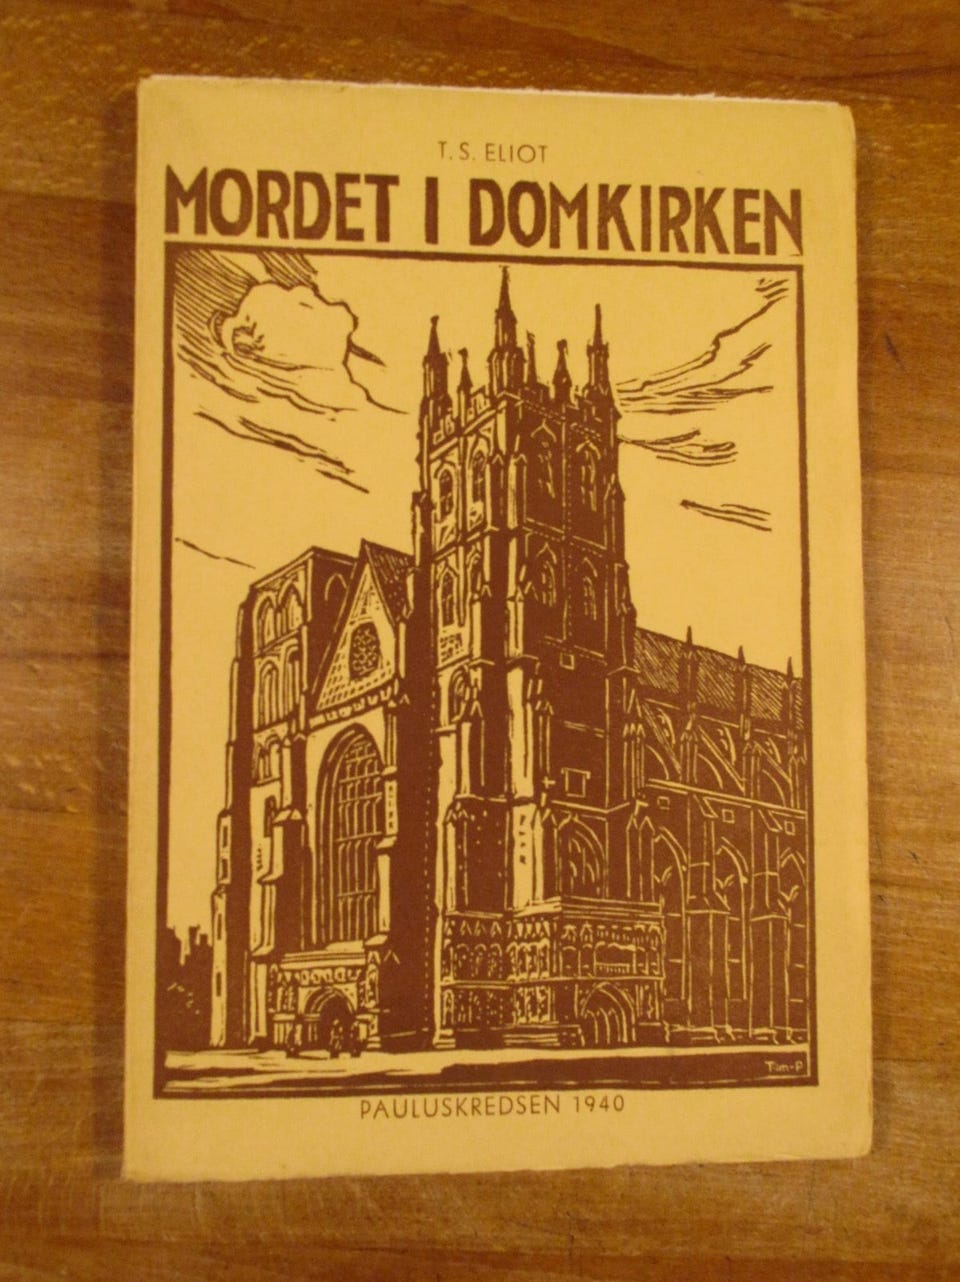 T. S. ELIOT
MORDET I DOMKIRKEN
PAULUSKREDSEN 1940